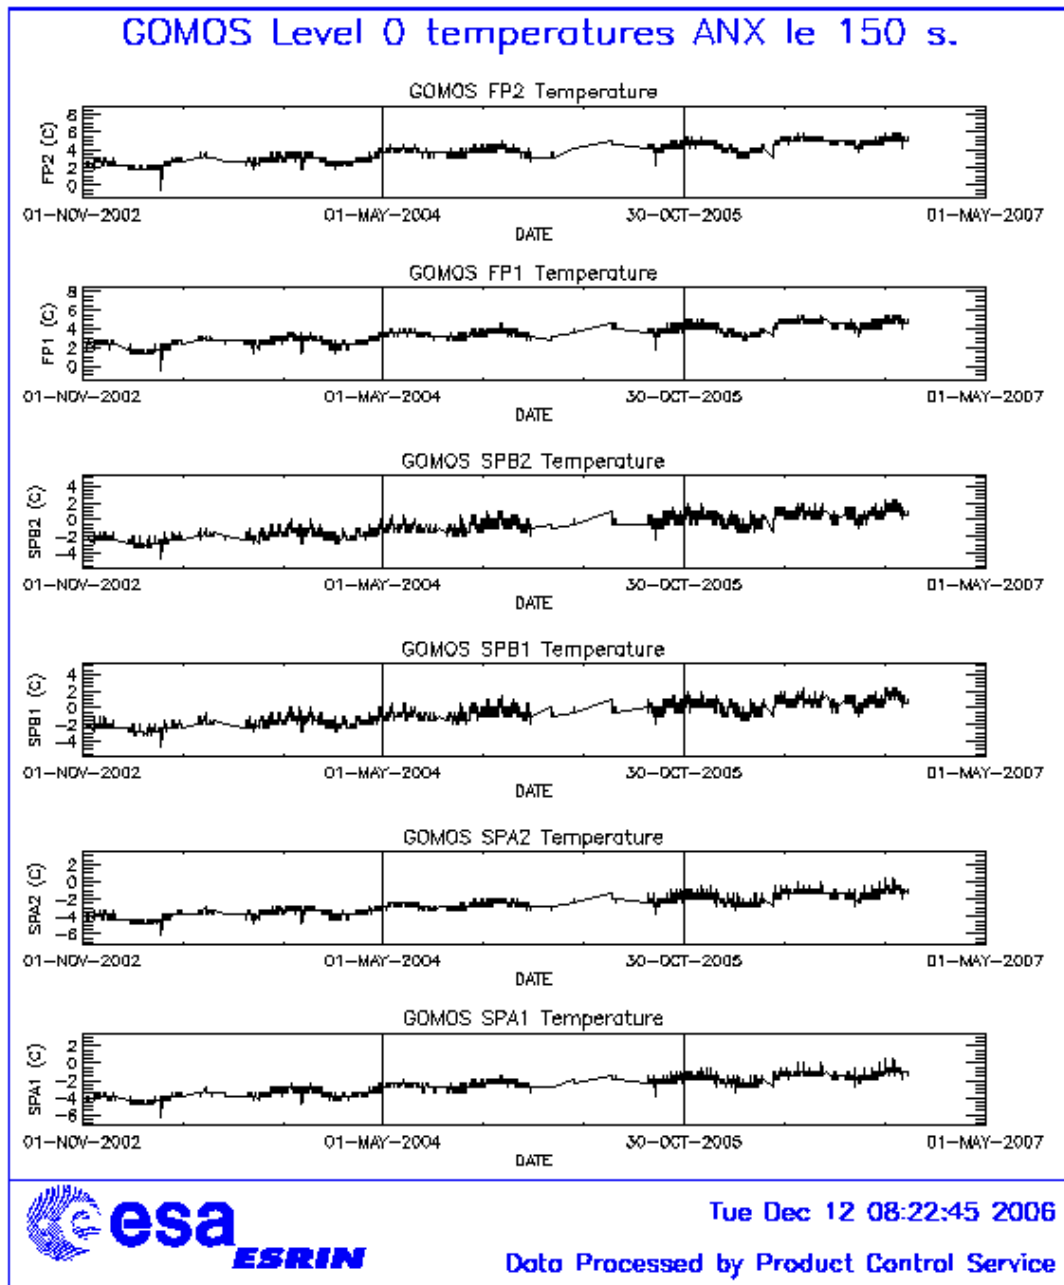 GOMOS Level 0 temperatures ANX le 150 s.
GOMOS FP2 Temperature
FP2 (C)
8
6
4
2
0
01-NOV-2002 01-MAY-2004 30-OCT-2005 01-MAY-2007
DATE
GOMOS FP1 Temperature
FP1 (C)
8
6
4
2
0
01-NOV-2002 01-MAY-2004 30-OCT-2005 01-MAY-2007
DATE
GOMOS SPB2 Temperature
SPB2 (C)
4
2
0
-2
-4
01-NOV-2002 01-MAY-2004 30-OCT-2005 01-MAY-2007
DATE
GOMOS SPB1 Temperature
SPB1 (C)
4
2
0
-2
-4
01-NOV-2002 01-MAY-2004 30-OCT-2005 01-MAY-2007
DATE
GOMOS SPA2 Temperature
SPA2 (C)
2
0
-2
-4
-6
01-NOV-2002 01-MAY-2004 30-OCT-2005 01-MAY-2007
DATE
GOMOS SPA1 Temperature
SPA1 (C)
2
0
-2
-4
-6
01-NOV-2002 01-MAY-2004 30-OCT-2005 01-MAY-2007
DATE
esa
ESRIN
Tue Dec 12 08:22:45 2006
Data Processed by Product Control Service